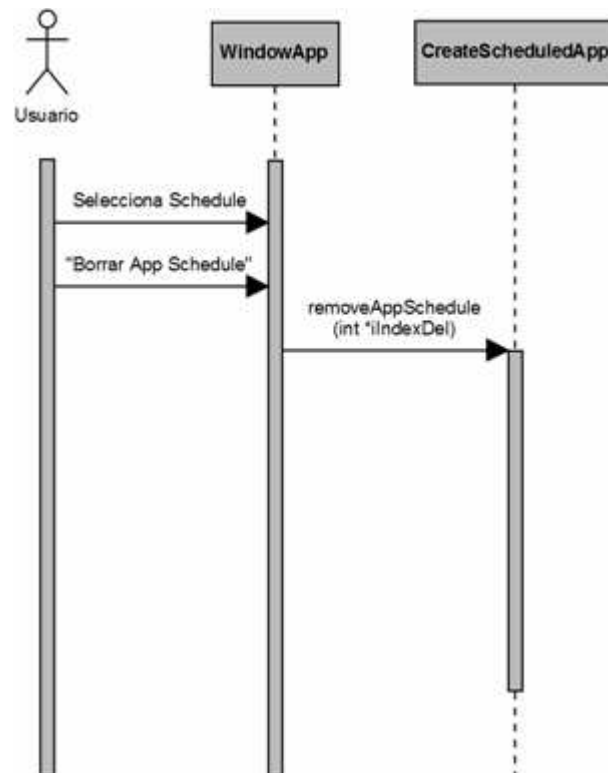 WindowApp
CreateScheduledApp
Usuario
Selecciona Schedule
"Borrar App Schedule"
removeAppSchedule
(int *iIndexDel)